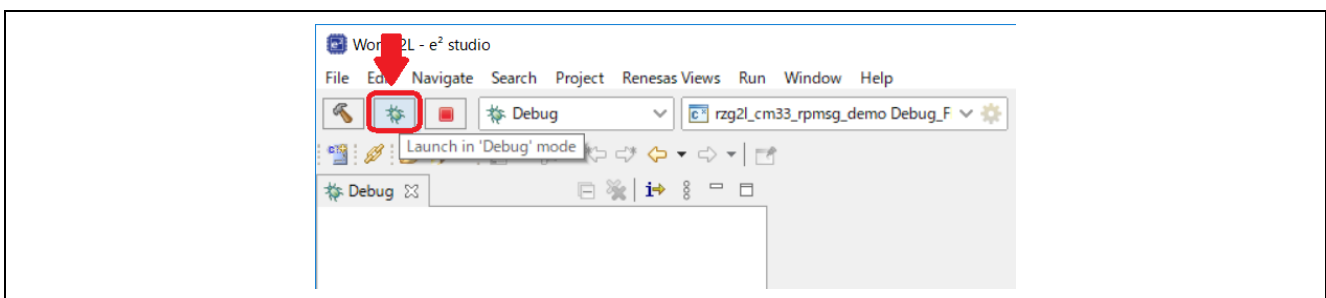 L - e² studio
File Navigate Search Project Renesas Views Run Window Help
Debug rzg2l_cm33_rpmsg_demo Debug_F
Launch in 'Debug' mode
Debug